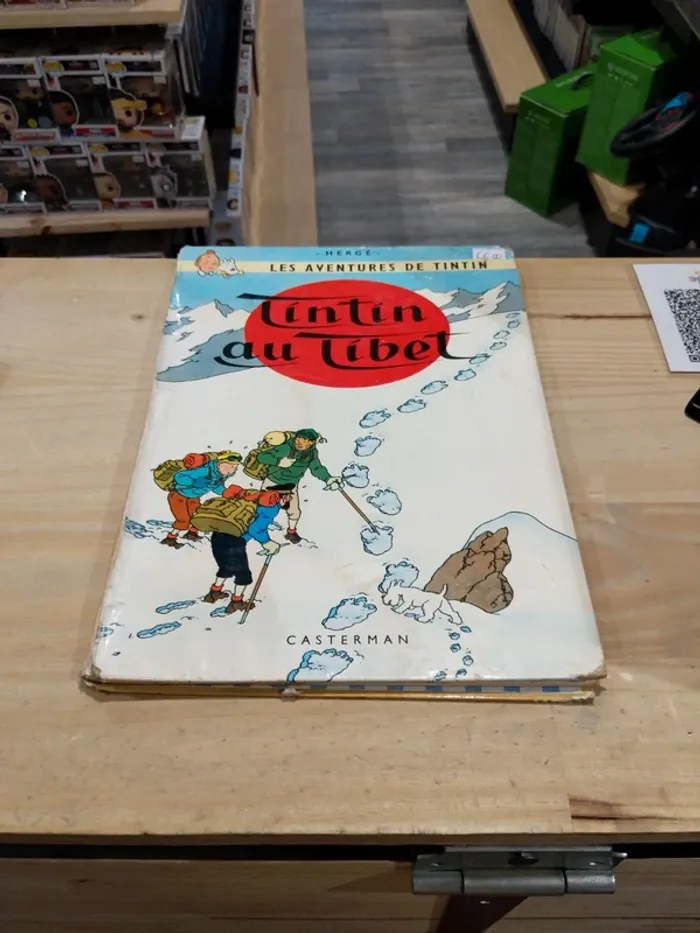 · HERGÉ ·
LES AVENTURES DE TINTIN
Tintin
au Tibet
CASTERMAN